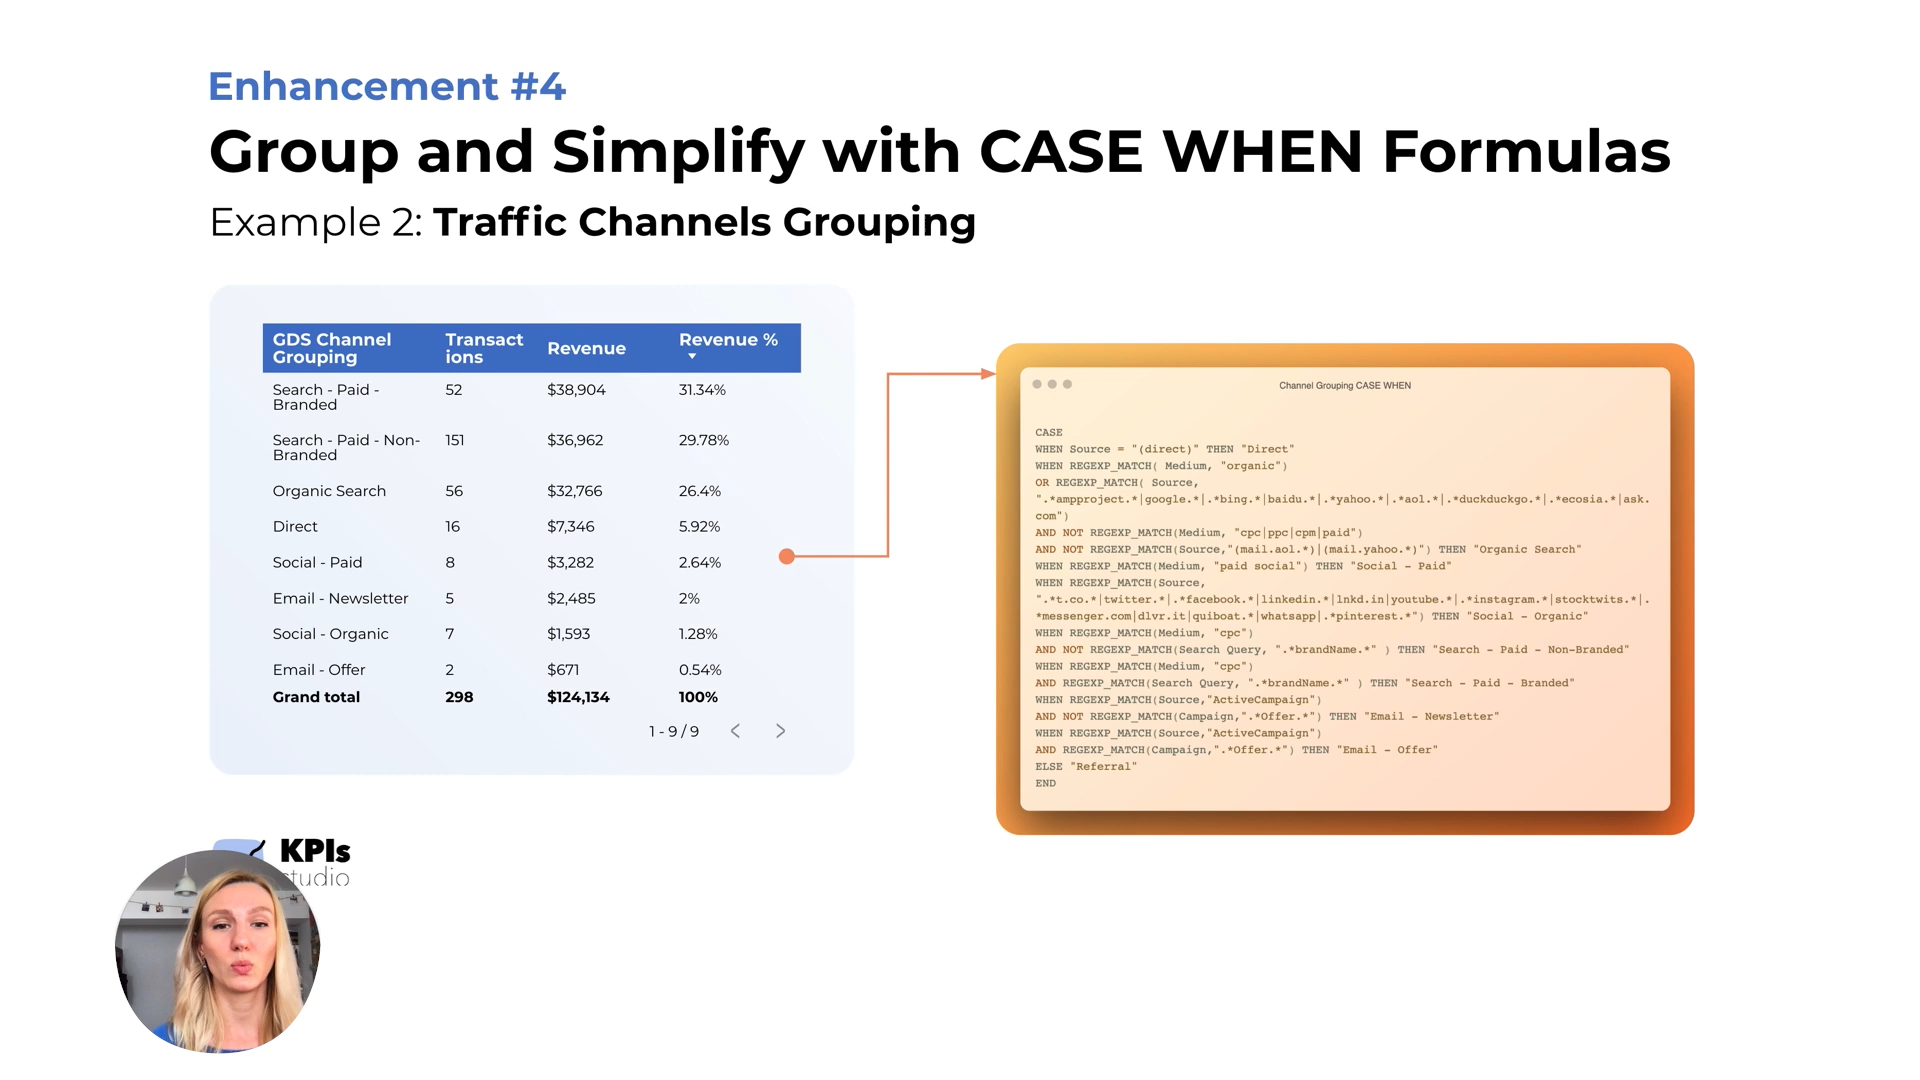 Enhancement #4
Group and Simplify with CASE WHEN Formulas
Example 2: Traffic Channels Grouping
GDS Channel Grouping Transact ions Revenue Revenue %
Search - Paid - Branded 52 $38,904 31.34%
Search - Paid - Non-Branded 151 $36,962 29.78%
Organic Search 56 $32,766 26.4%
Direct 16 $7,346 5.92%
Social - Paid 8 $3,282 2.64%
Email - Newsletter 5 $2,485 2%
Social - Organic 7 $1,593 1.28%
Email - Offer 2 $671 0.54%
Grand total 298 $124,134 100%
1 - 9 / 9
Channel Grouping CASE WHEN
CASE
WHEN Source = "(direct)" THEN "Direct"
WHEN REGEXP_MATCH( Medium, "organic")
OR REGEXP_MATCH( Source,
".*ampproject.*|google.*|.*bing.*|baidu.*|.*yahoo.*|.*aol.*|.*duckduckgo.*|.*ecosia.*|ask.
com")
AND NOT REGEXP_MATCH(Medium, "cpc|ppc|cpm|paid")
AND NOT REGEXP_MATCH(Source,"(mail.aol.*)|(mail.yahoo.*)") THEN "Organic Search"
WHEN REGEXP_MATCH(Medium, "paid social") THEN "Social - Paid"
WHEN REGEXP_MATCH(Source,
".*t.co.*|twitter.*|.*facebook.*|linkedin.*|lnkd.in|youtube.*|.*instagram.*|stocktwits.*|.
*messenger.com|dlvr.it|quiboat.*|whatsapp|.*pinterest.*") THEN "Social - Organic"
WHEN REGEXP_MATCH(Medium, "cpc")
AND NOT REGEXP_MATCH(Search Query, ".*brandName.*" ) THEN "Search - Paid - Non-Branded"
WHEN REGEXP_MATCH(Medium, "cpc")
AND REGEXP_MATCH(Search Query, ".*brandName.*" ) THEN "Search - Paid - Branded"
WHEN REGEXP_MATCH(Source,"ActiveCampaign")
AND NOT REGEXP_MATCH(Campaign,".*Offer.*") THEN "Email - Newsletter"
WHEN REGEXP_MATCH(Source,"ActiveCampaign")
AND REGEXP_MATCH(Campaign,".*Offer.*") THEN "Email - Offer"
ELSE "Referral"
END
KPIs
studio